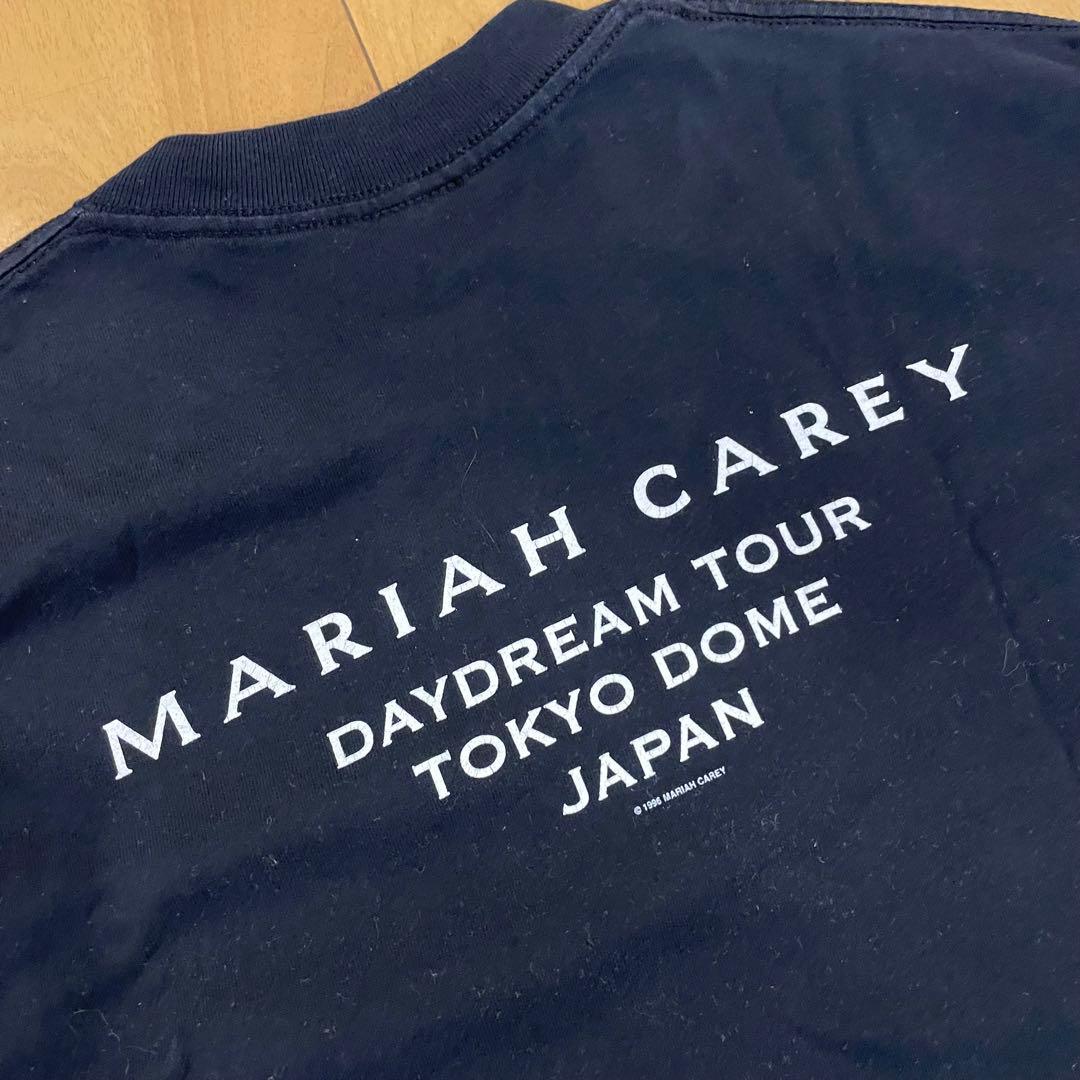 MARIAH CAREY
DAYDREAM TOUR
TOKYO DOME
JAPAN
© 1996 MARIAH CAREY